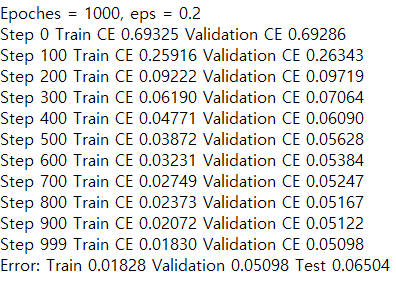 Epoches = 1000, eps = 0.2
Step 0 Train CE 0.69325 Validation CE 0.69286
Step 100 Train CE 0.25916 Validation CE 0.26343
Step 200 Train CE 0.09222 Validation CE 0.09719
Step 300 Train CE 0.06190 Validation CE 0.07064
Step 400 Train CE 0.04771 Validation CE 0.06090
Step 500 Train CE 0.03872 Validation CE 0.05628
Step 600 Train CE 0.03231 Validation CE 0.05384
Step 700 Train CE 0.02749 Validation CE 0.05247
Step 800 Train CE 0.02373 Validation CE 0.05167
Step 900 Train CE 0.02072 Validation CE 0.05122
Step 999 Train CE 0.01830 Validation CE 0.05098
Error: Train 0.01828 Validation 0.05098 Test 0.06504